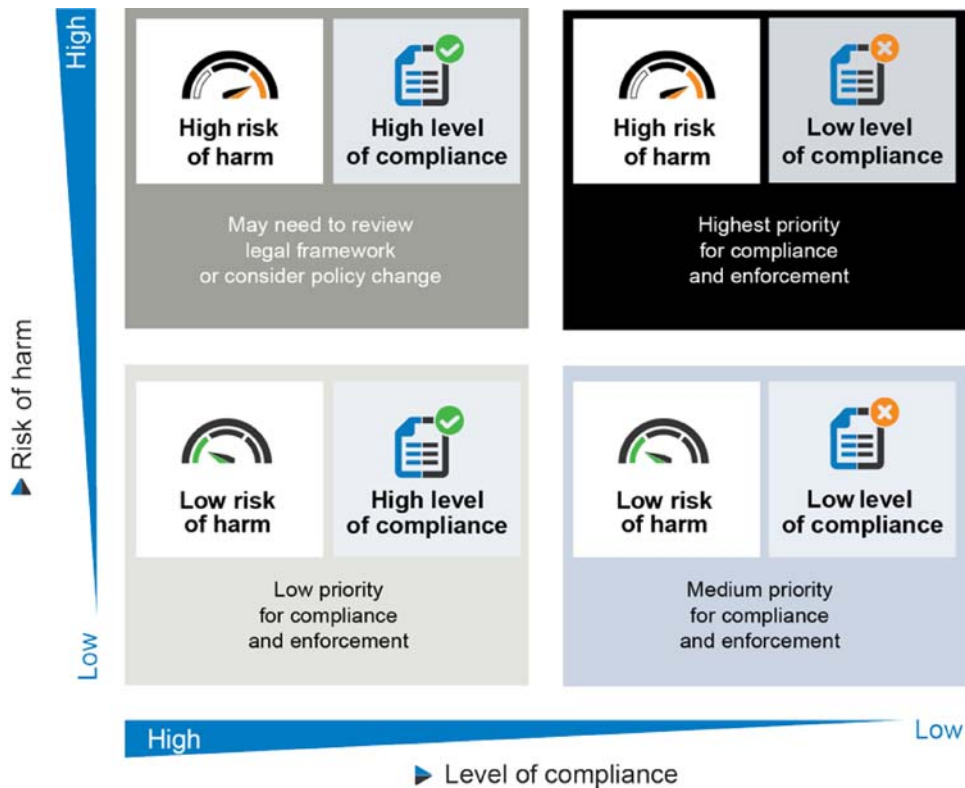 High
High risk
of harm
High level
of compliance
May need to review
legal framework
or consider policy change
High risk
of harm
Low level
of compliance
Highest priority
for compliance
and enforcement
Risk of harm
Low risk
of harm
High level
of compliance
Low priority
for compliance
and enforcement
Low risk
of harm
Low level
of compliance
Medium priority
for compliance
and enforcement
Low
High
Low
Level of compliance